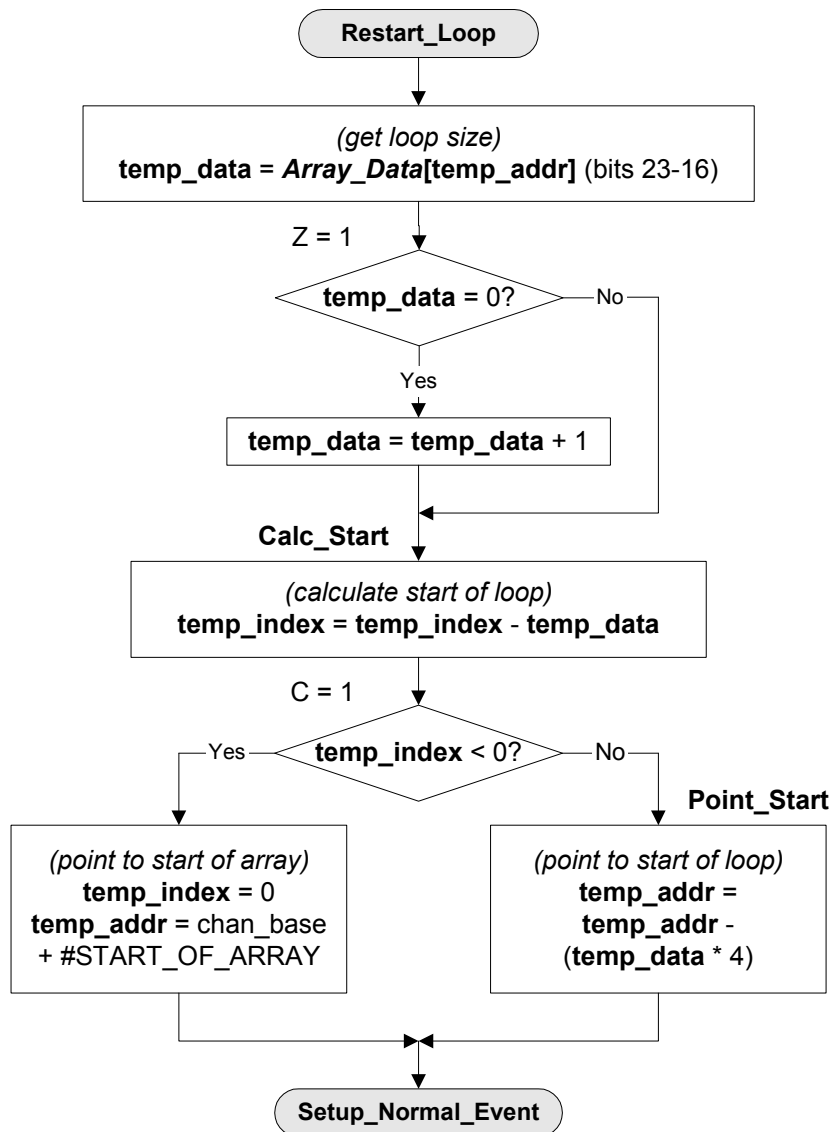 Restart_Loop
(get loop size)
temp_data = Array_Data[temp_addr] (bits 23-16)
Z = 1
temp_data = 0?
No
Yes
temp_data = temp_data + 1
Calc_Start
(calculate start of loop)
temp_index = temp_index - temp_data
C = 1
Yes
temp_index < 0?
No
Point_Start
(point to start of array)
temp_index = 0
temp_addr = chan_base
+ #START_OF_ARRAY
(point to start of loop)
temp_addr =
temp_addr -
(temp_data * 4)
Setup_Normal_Event